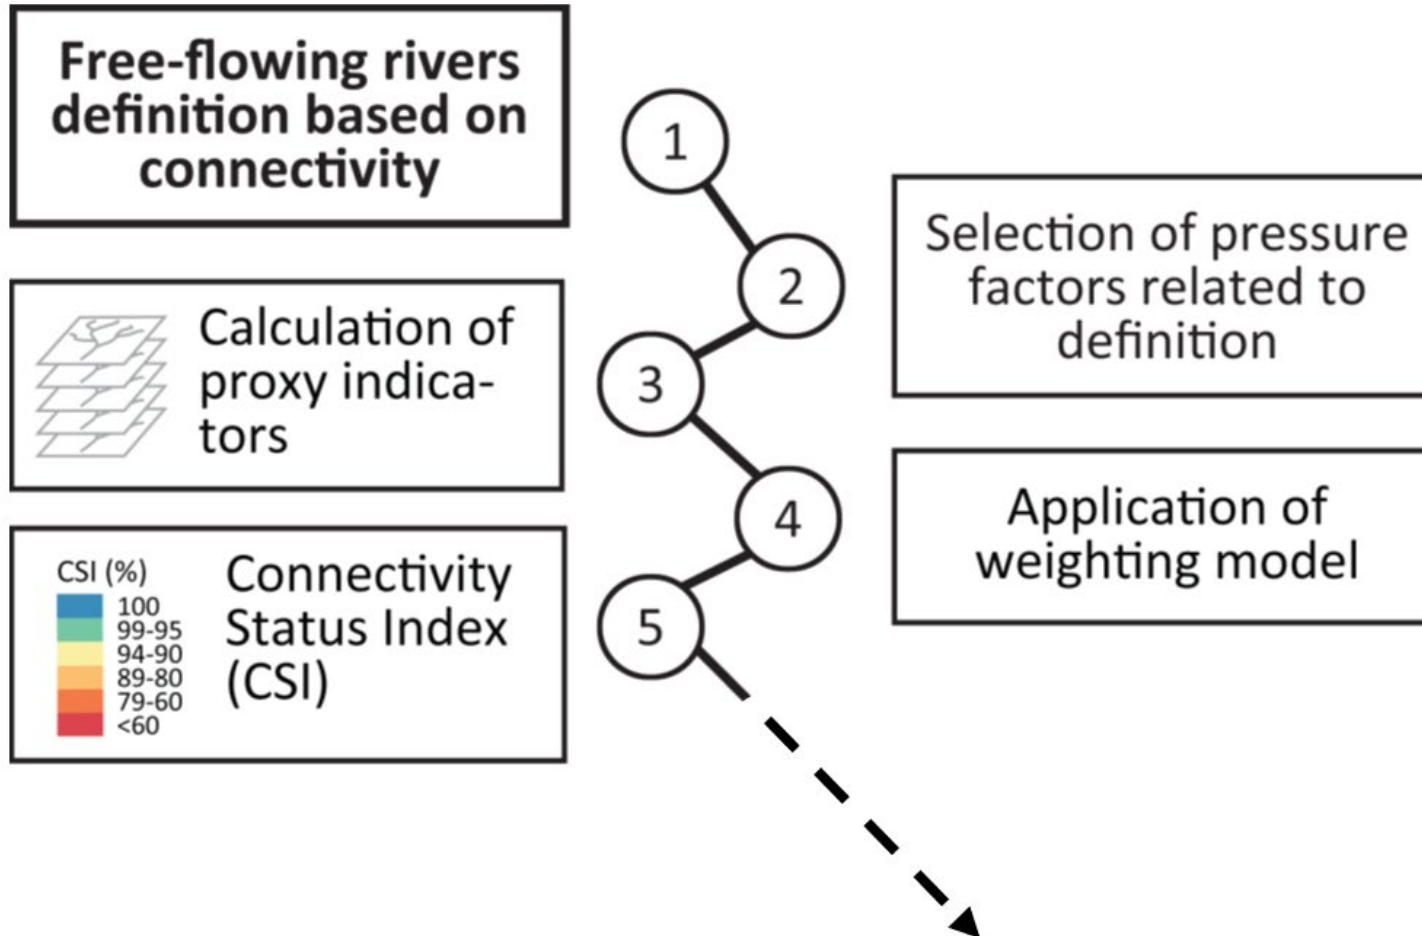 Free-flowing rivers
definition based on
connectivity
1
2
Selection of pressure
factors related to
definition
Calculation of
proxy indica-
tors
3
4
Application of
weighting model
CSI (%)
100
99-95
94-90
89-80
79-60
<60
Connectivity
Status Index
(CSI)
5